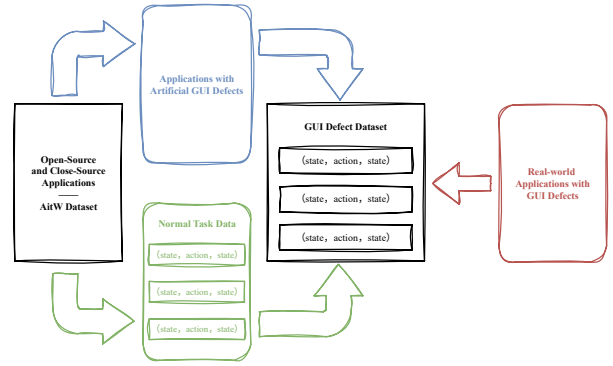 Applications with
Artificial GUI Defects
Open-Source
and Close-Source
Applications
AitW Dataset
Normal Task Data
(state, action, state)
(state, action, state)
(state, action, state)
GUI Defect Dataset
(state, action, state)
(state, action, state)
(state, action, state)
Real-world
Applications with
GUI Defects